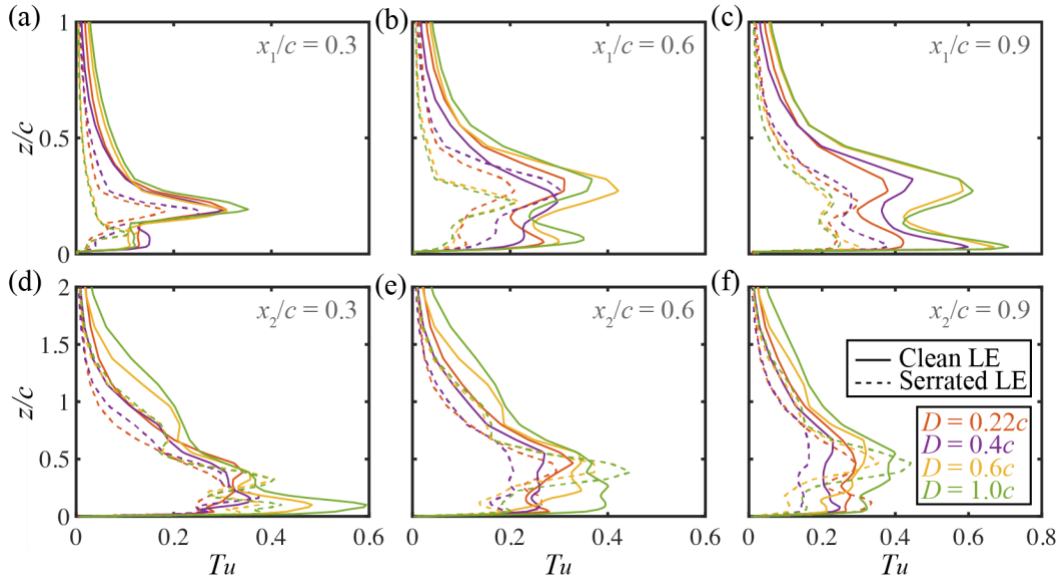 (a)
(b)
(c)
1
0.5
0
z/c
x₁/c = 0.3
x₁/c = 0.6
x₁/c = 0.9
(d)
(e)
(f)
2
1.5
1
0.5
0
z/c
x₂/c = 0.3
x₂/c = 0.6
x₂/c = 0.9
Clean LE
Serrated LE
D = 0.22c
D = 0.4c
D = 0.6c
D = 1.0c
0 0.2 0.4 0.6
0 0.2 0.4 0.6
0 0.2 0.4 0.6 0.8
Tu
Tu
Tu